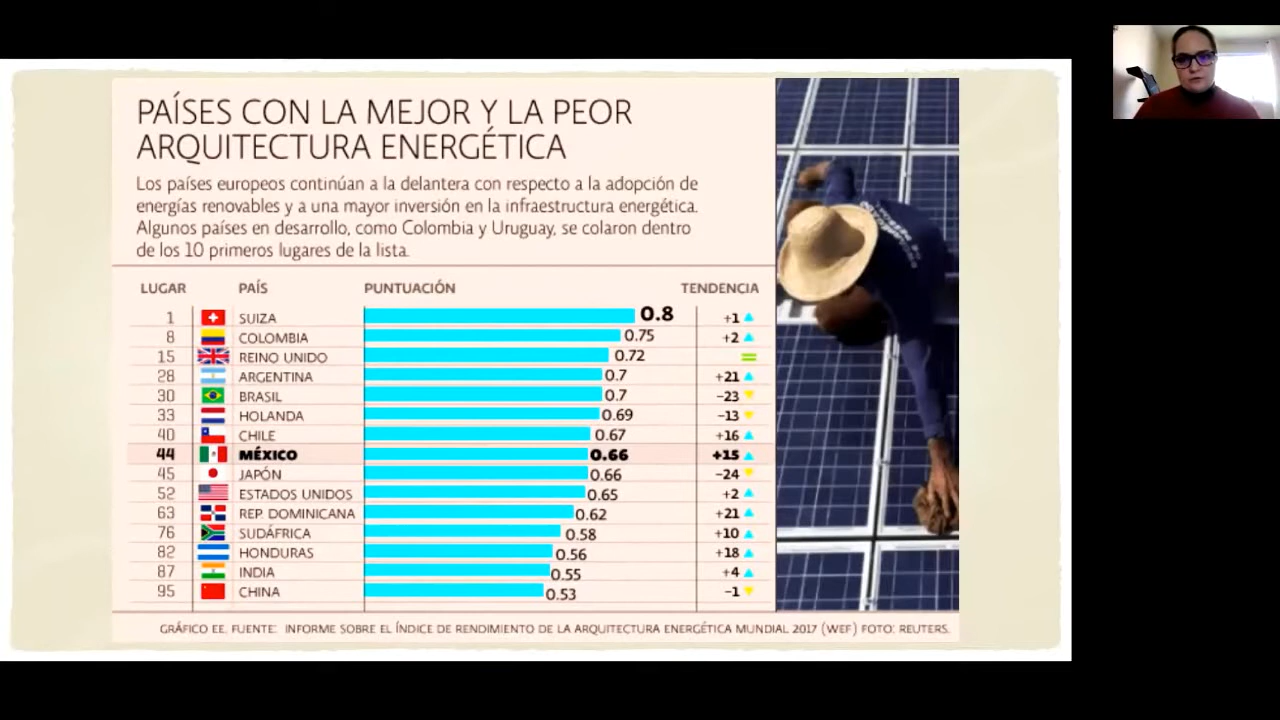 PAÍSES CON LA MEJOR Y LA PEOR
ARQUITECTURA ENERGÉTICA
Los países europeos continúan a la delantera con respecto a la adopción de
energías renovables y a una mayor inversión en la infraestructura energética.
Algunos países en desarrollo, como Colombia y Uruguay, se colaron dentro
de los 10 primeros lugares de la lista.
LUGAR PAÍS PUNTUACIÓN TENDENCIA
1 SUIZA 0.8 +1
8 COLOMBIA 0.75 +2
15 REINO UNIDO 0.72 =
28 ARGENTINA 0.7 +21
30 BRASIL 0.7 −23
33 HOLANDA 0.69 −13
40 CHILE 0.67 +16
44 MÉXICO 0.66 +15
45 JAPÓN 0.66 −24
52 ESTADOS UNIDOS 0.65 +2
63 REP. DOMINICANA 0.62 +21
76 SUDÁFRICA 0.58 +10
82 HONDURAS 0.56 +18
87 INDIA 0.55 +4
95 CHINA 0.53 −1
GRÁFICO EE. FUENTE: INFORME SOBRE EL ÍNDICE DE RENDIMIENTO DE LA ARQUITECTURA ENERGÉTICA MUNDIAL 2017 (WEF) FOTO: REUTERS.